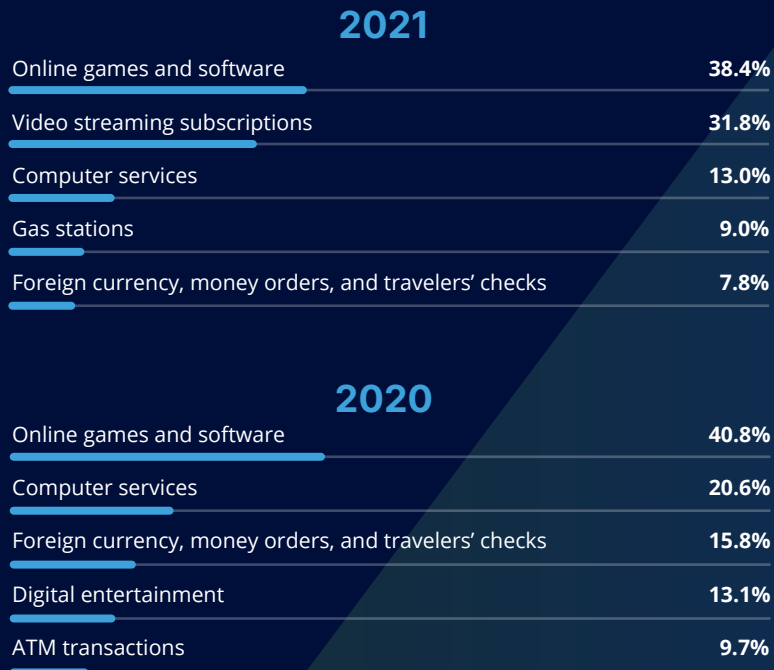 2021
Online games and software 38.4%
Video streaming subscriptions 31.8%
Computer services 13.0%
Gas stations 9.0%
Foreign currency, money orders, and travelers’ checks 7.8%
2020
Online games and software 40.8%
Computer services 20.6%
Foreign currency, money orders, and travelers’ checks 15.8%
Digital entertainment 13.1%
ATM transactions 9.7%